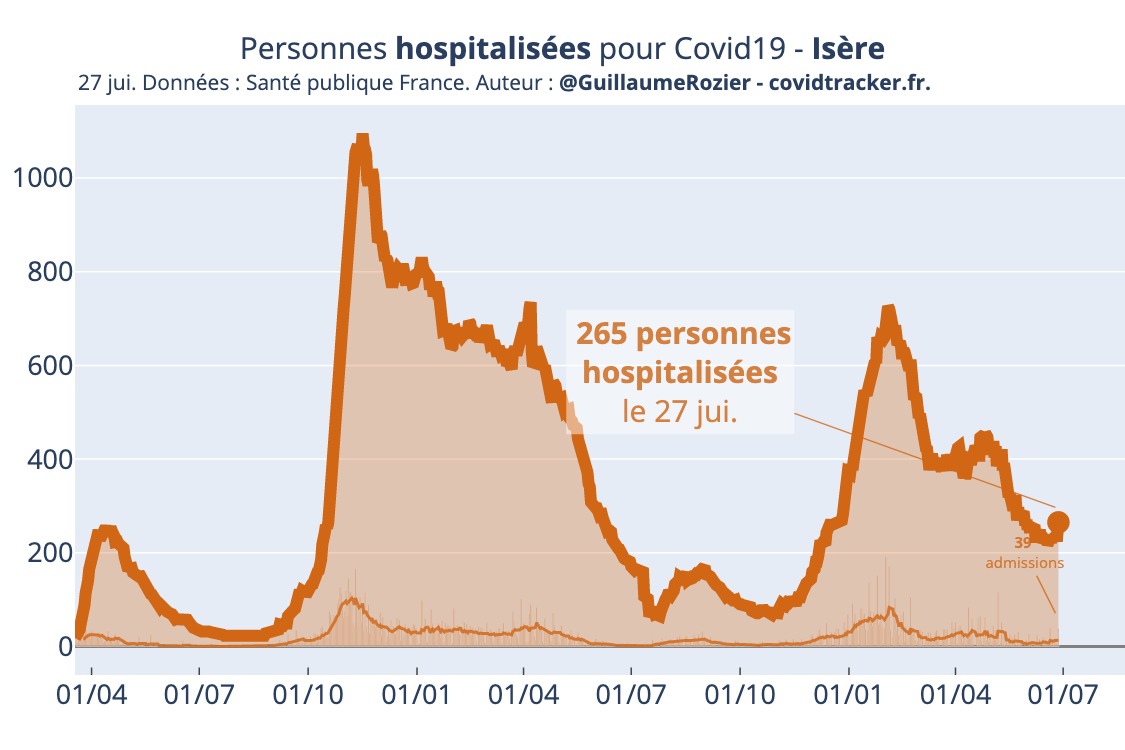 Personnes hospitalisées pour Covid19 - Isère
27 jui. Données : Santé publique France. Auteur : @GuillaumeRozier - covidtracker.fr.
1000
800
600
400
200
0
265 personnes
hospitalisées
le 27 jui.
39
admissions
01/04 01/07 01/10 01/01 01/04 01/07 01/10 01/01 01/04 01/07